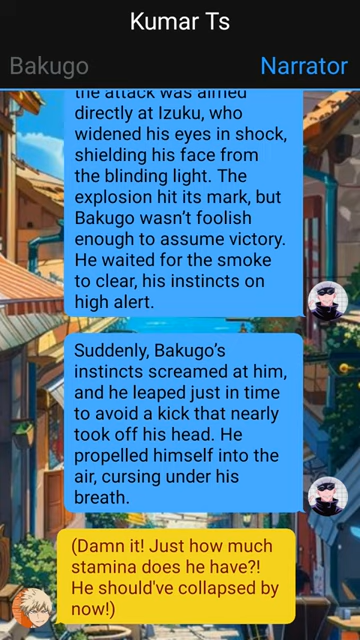 Kumar Ts
Bakugo
Narrator
the attack was aimed
directly at Izuku, who
widened his eyes in shock,
shielding his face from
the blinding light. The
explosion hit its mark, but
Bakugo wasn’t foolish
enough to assume victory.
He waited for the smoke
to clear, his instincts on
high alert.
Suddenly, Bakugo’s
instincts screamed at him,
and he leaped just in time
to avoid a kick that nearly
took off his head. He
propelled himself into the
air, cursing under his
breath.
(Damn it! Just how much
stamina does he have?!
He should've collapsed by
now!)